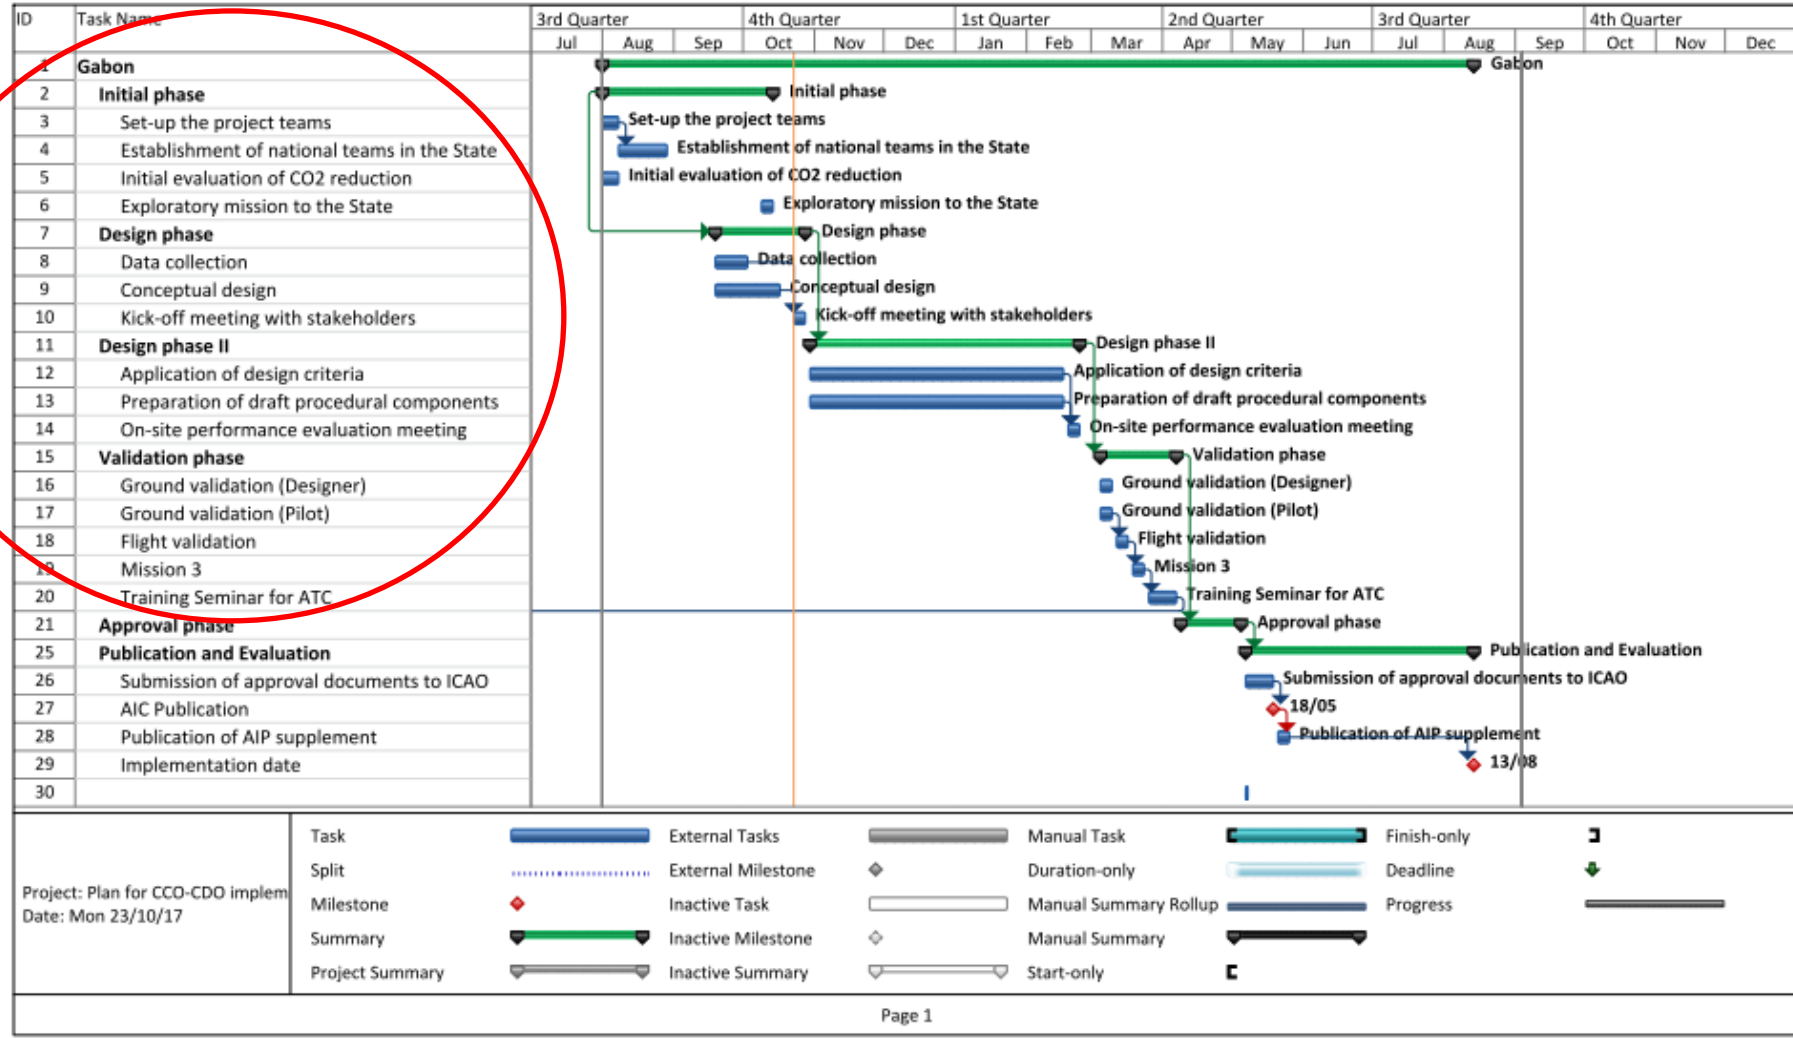 ID Task Name 3rd Quarter 4th Quarter 1st Quarter 2nd Quarter 3rd Quarter 4th Quarter
Jul Aug Sep Oct Nov Dec Jan Feb Mar Apr May Jun Jul Aug Sep Oct Nov Dec
1 Gabon Gabon
2 Initial phase Initial phase
3 Set-up the project teams Set-up the project teams
4 Establishment of national teams in the State Establishment of national teams in the State
5 Initial evaluation of CO2 reduction Initial evaluation of CO2 reduction
6 Exploratory mission to the State Exploratory mission to the State
7 Design phase Design phase
8 Data collection Data collection
9 Conceptual design Conceptual design
10 Kick-off meeting with stakeholders Kick-off meeting with stakeholders
11 Design phase II Design phase II
12 Application of design criteria Application of design criteria
13 Preparation of draft procedural components Preparation of draft procedural components
14 On-site performance evaluation meeting On-site performance evaluation meeting
15 Validation phase Validation phase
16 Ground validation (Designer) Ground validation (Designer)
17 Ground validation (Pilot) Ground validation (Pilot)
18 Flight validation Flight validation
19 Mission 3 Mission 3
20 Training Seminar for ATC Training Seminar for ATC
21 Approval phase Approval phase
25 Publication and Evaluation Publication and Evaluation
26 Submission of approval documents to ICAO Submission of approval documents to ICAO
27 AIC Publication 18/05
28 Publication of AIP supplement Publication of AIP supplement
29 Implementation date 13/08
30
Project: Plan for CCO-CDO implem
Date: Mon 23/10/17
Task External Tasks Manual Task Finish-only
Split External Milestone Duration-only Deadline
Milestone Inactive Task Manual Summary Rollup Progress
Summary Inactive Milestone Manual Summary
Project Summary Inactive Summary Start-only
Page 1